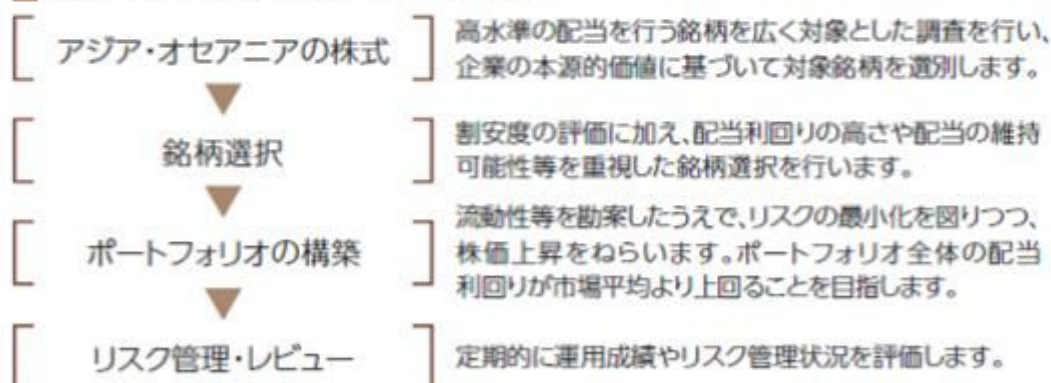 アジア・オセアニアの株式
高水準の配当を行う銘柄を広く対象とした調査を行い、
企業の本源的価値に基づいて対象銘柄を選別します。
銘柄選択
割安度の評価に加え、配当利回りの高さや配当の維持
可能性等を重視した銘柄選択を行います。
ポートフォリオの構築
流動性等を勘案したうえで、リスクの最小化を図りつつ、
株価上昇をねらいます。ポートフォリオ全体の配当
利回りが市場平均より上回ることを目指します。
リスク管理・レビュー
定期的に運用成績やリスク管理状況を評価します。